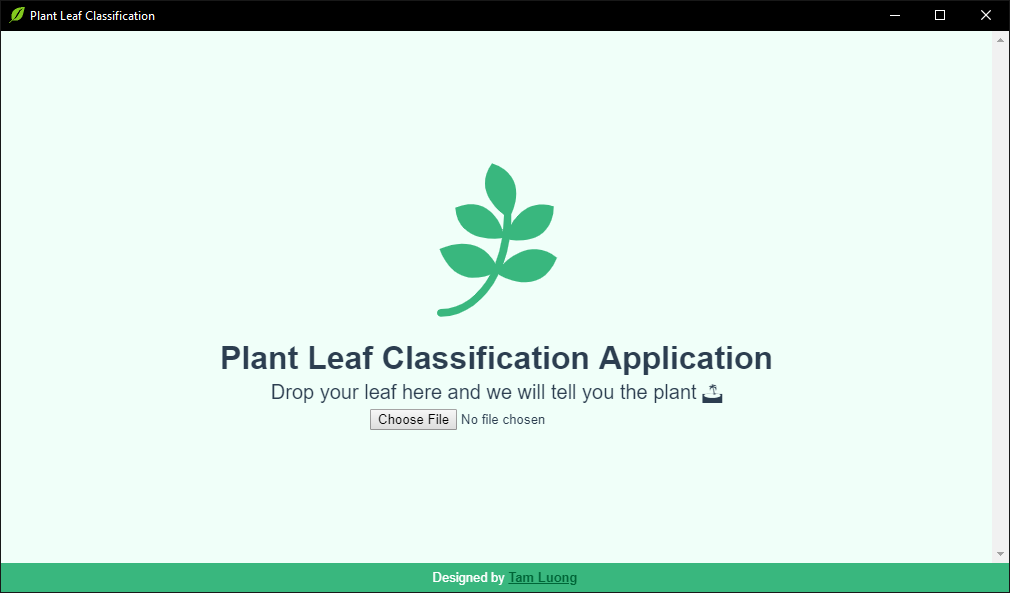 Plant Leaf Classification
Plant Leaf Classification Application
Drop your leaf here and we will tell you the plant
Choose File No file chosen
Designed by Tam Luong